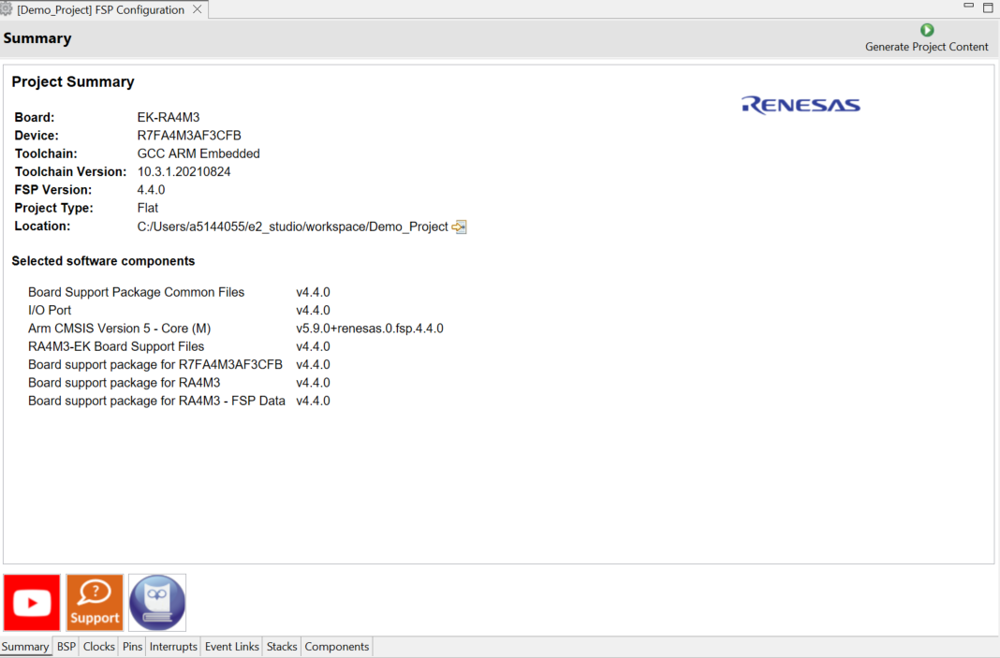 [Demo_Project] FSP Configuration
Summary
Generate Project Content
Project Summary
RENESAS
Board: EK-RA4M3
Device: R7FA4M3AF3CFB
Toolchain: GCC ARM Embedded
Toolchain Version: 10.3.1.20210824
FSP Version: 4.4.0
Project Type: Flat
Location: C:/Users/a5144055/e2_studio/workspace/Demo_Project
Selected software components
Board Support Package Common Files v4.4.0
I/O Port v4.4.0
Arm CMSIS Version 5 - Core (M) v5.9.0+renesas.0.fsp.4.4.0
RA4M3-EK Board Support Files v4.4.0
Board support package for R7FA4M3AF3CFB v4.4.0
Board support package for RA4M3 v4.4.0
Board support package for RA4M3 - FSP Data v4.4.0
?
Support
Summary BSP Clocks Pins Interrupts Event Links Stacks Components